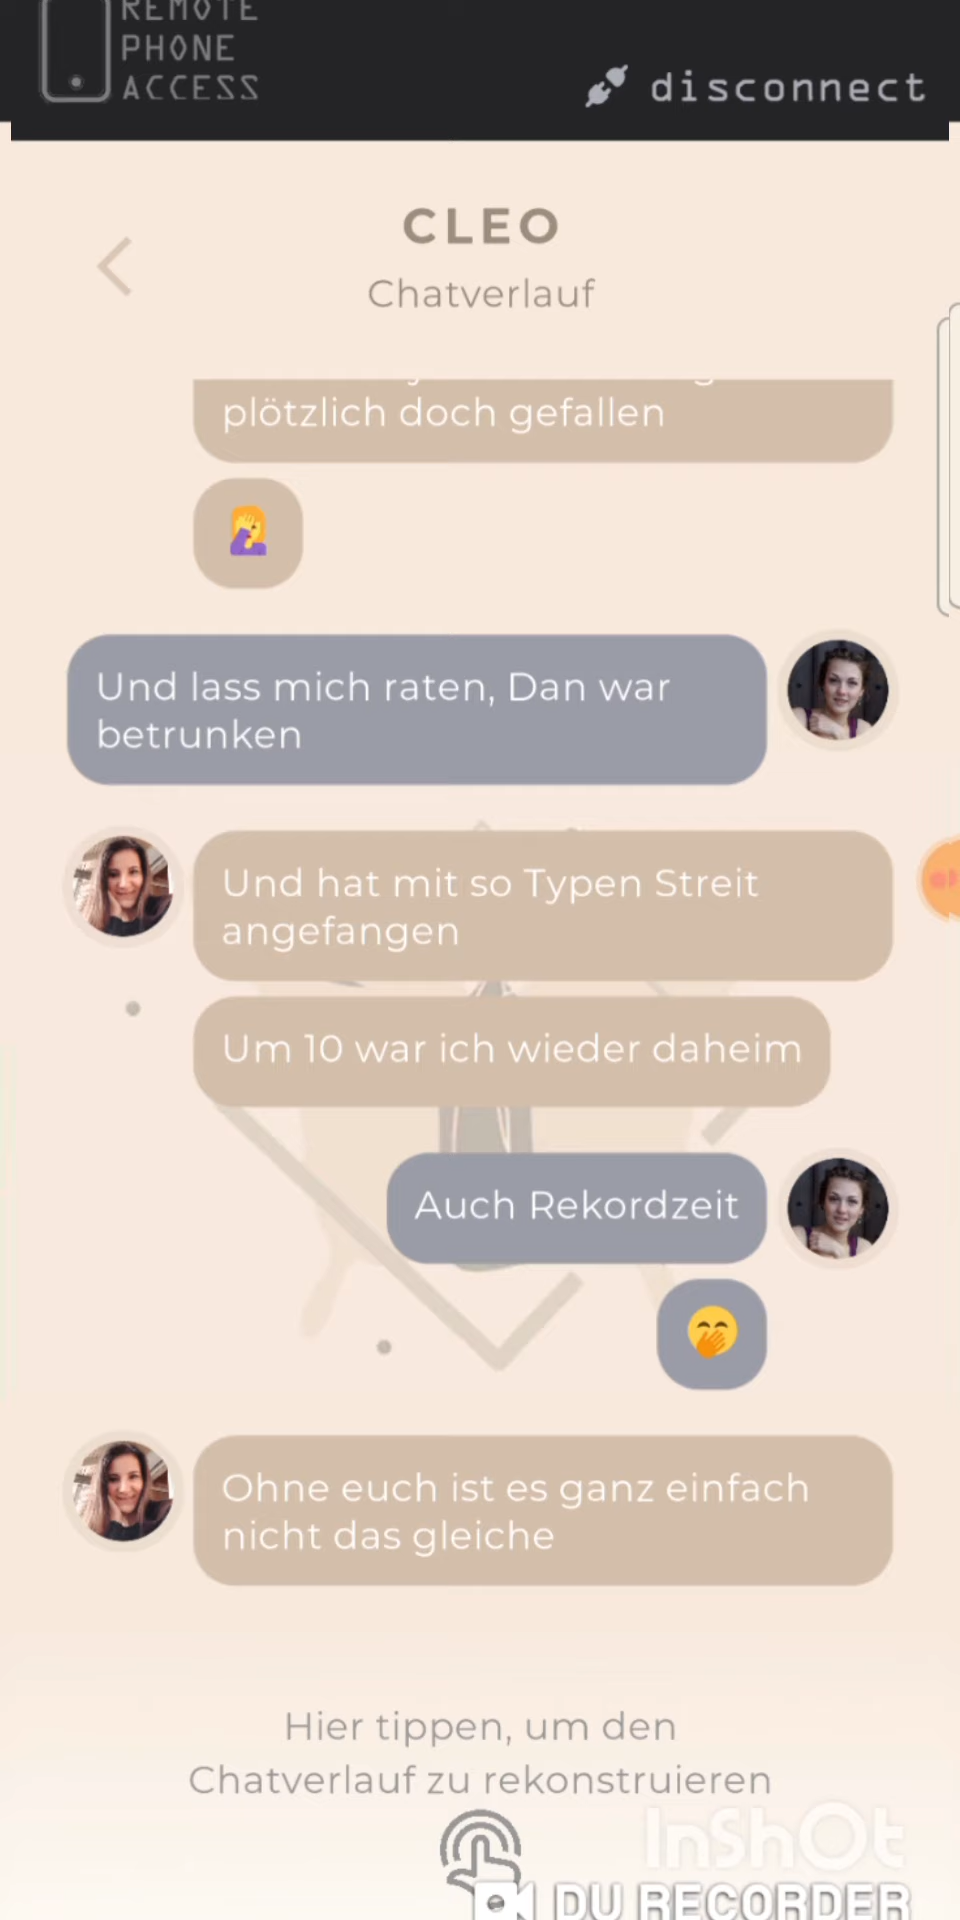 REMOTE
PHONE
ACCESS
disconnect
CLEO
Chatverlauf
plötzlich doch gefallen
Und lass mich raten, Dan war
betrunken
Und hat mit so Typen Streit
angefangen
Um 10 war ich wieder daheim
Auch Rekordzeit
Ohne euch ist es ganz einfach
nicht das gleiche
Hier tippen, um den
Chatverlauf zu rekonstruieren
InShOt
DU RECORDER